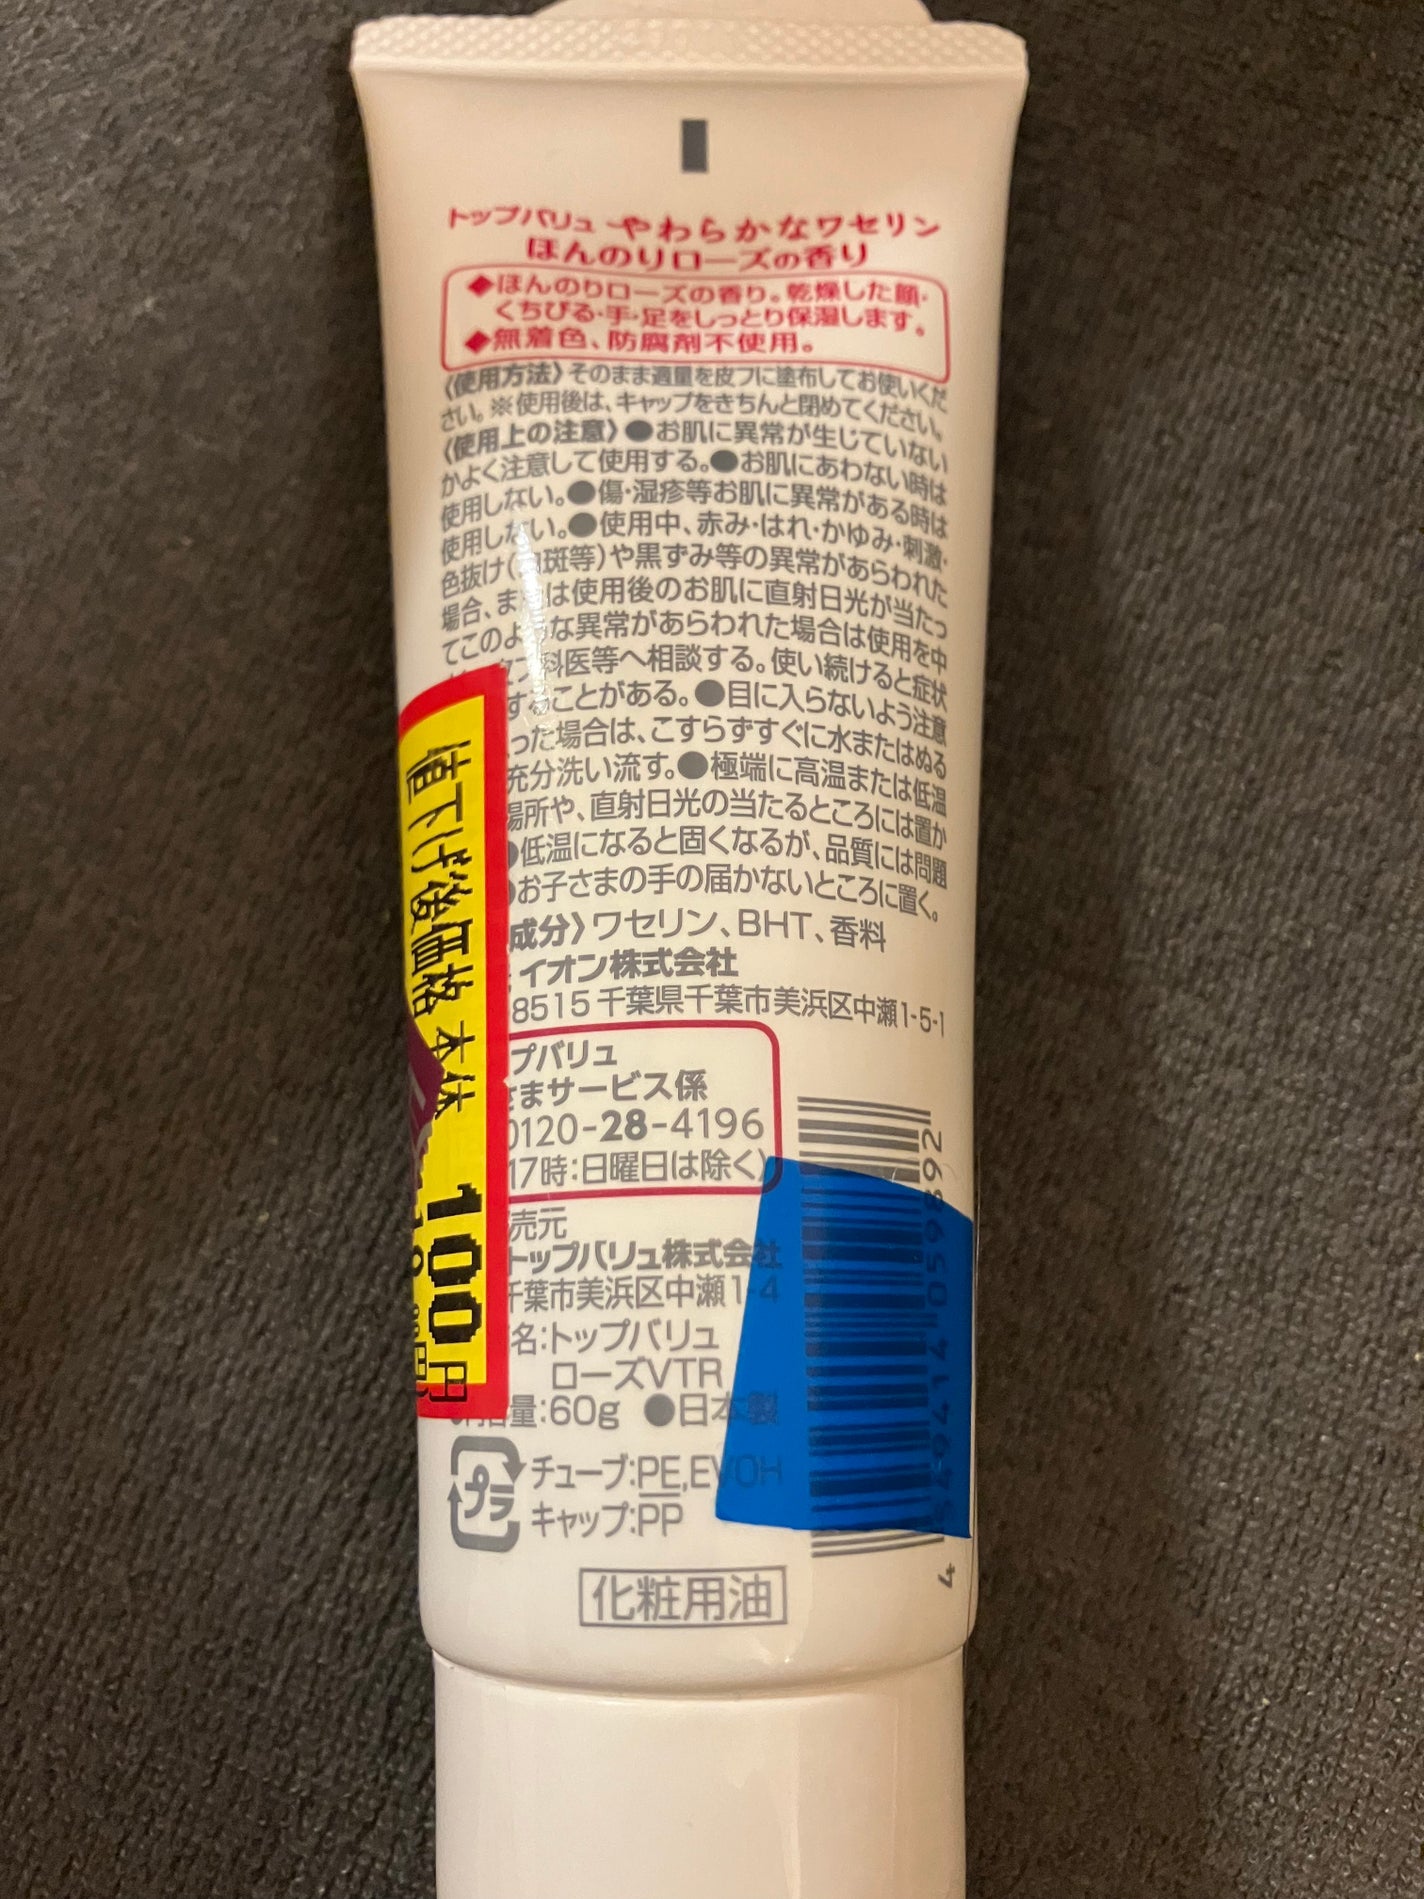 トップバリュ やわらかなワセリン
ほんのりローズの香り
◆ほんのりローズの香り。乾燥した顔・
くちびる・手・足をしっとり保湿します。
◆無着色、防腐剤不使用。
〈使用方法〉そのまま適量を皮フに塗布してお使いくだ
さい。※使用後は、キャップをきちんと閉めてください。
〈使用上の注意〉●お肌に異常が生じていない
かよく注意して使用する。●お肌にあわない時は
使用しない。●傷・湿疹等お肌に異常がある時は
使用しない。●使用中、赤み・はれ・かゆみ・刺激・
色抜け(白斑等)や黒ずみ等の異常があらわれた
場合、または使用後のお肌に直射日光が当たっ
てこのような異常があらわれた場合は使用を中
科医等へ相談する。使い続けると症状
することがある。●目に入らないよう注意
った場合は、こすらずすぐに水またはぬる
充分洗い流す。●極端に高温または低温
場所や、直射日光の当たるところには置か
●低温になると固くなるが、品質には問題
●お子さまの手の届かないところに置く。
成分〉ワセリン、BHT、香料
イオン株式会社
8515 千葉県千葉市美浜区中瀬1-5-1
プバリュ
さまサービス係
0120-28-4196
17時:日曜日は除く)
売元
トップバリュ株式会社
千葉市美浜区中瀬1-4
名:トップバリュ
ローズVTR
量:60g ●日本製
プラ
チューブ:PE,EVOH
キャップ:PP
化粧用油
値下げ後価格 本体 100円